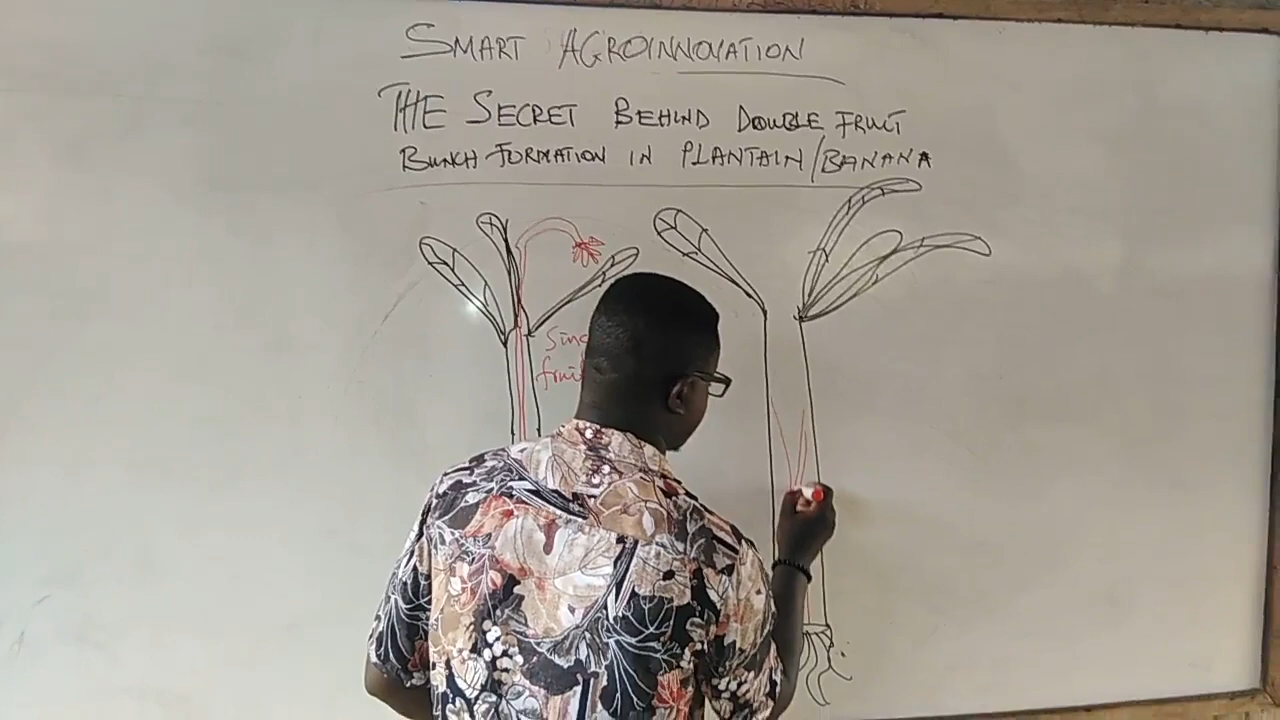 SMART AGROINNOVATION
THE SECRET BEHIND DOUBLE FRUIT
BUNCH FORMATION IN PLANTAIN/BANANA